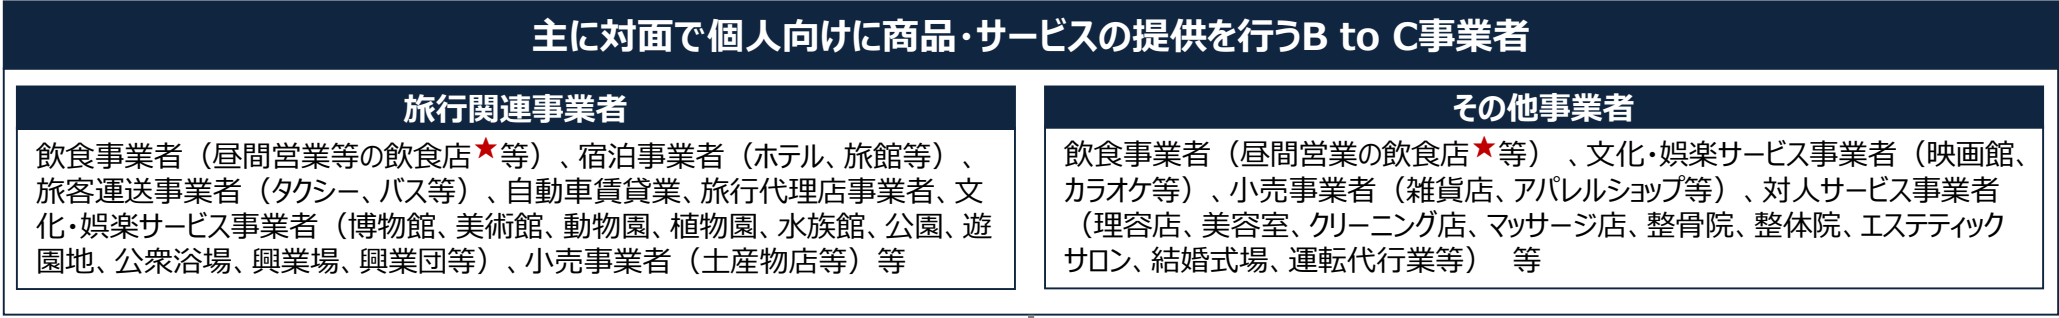 主に対面で個人向けに商品・サービスの提供を行うB to C事業者
旅行関連事業者
飲食事業者（昼間営業等の飲食店★等）、宿泊事業者（ホテル、旅館等）、
旅客運送事業者（タクシー、バス等）、自動車賃貸業、旅行代理店事業者、文
化・娯楽サービス事業者（博物館、美術館、動物園、植物園、水族館、公園、遊
園地、公衆浴場、興業場、興業団等）、小売事業者（土産物店等）等
その他事業者
飲食事業者（昼間営業の飲食店★等） 、文化・娯楽サービス事業者（映画館、
カラオケ等）、小売事業者（雑貨店、アパレルショップ等）、対人サービス事業者
（理容店、美容室、クリーニング店、マッサージ店、整骨院、整体院、エステティック
サロン、結婚式場、運転代行業等） 等